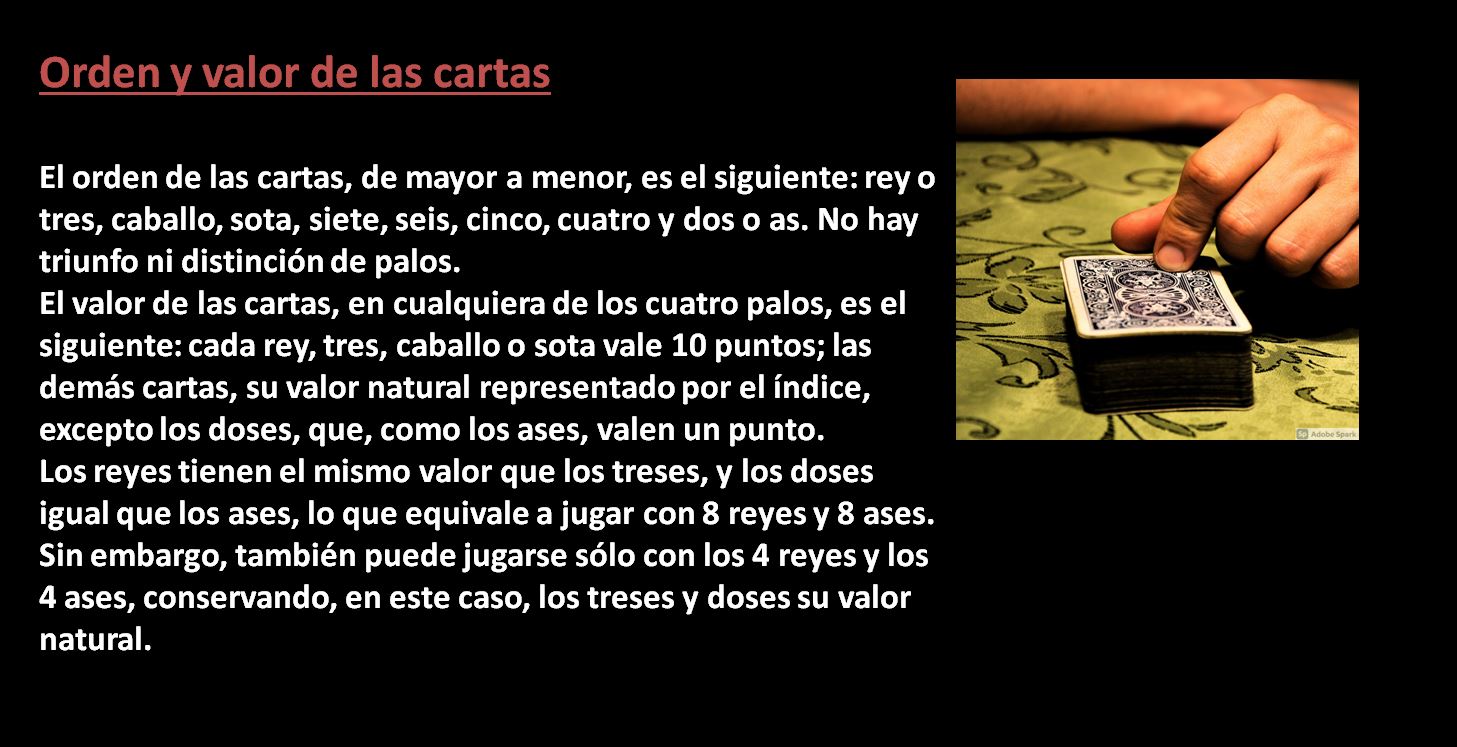 Orden y valor de las cartas
El orden de las cartas, de mayor a menor, es el siguiente: rey o
tres, caballo, sota, siete, seis, cinco, cuatro y dos o as. No hay
triunfo ni distinción de palos.
El valor de las cartas, en cualquiera de los cuatro palos, es el
siguiente: cada rey, tres, caballo o sota vale 10 puntos; las
demás cartas, su valor natural representado por el índice,
excepto los doses, que, como los ases, valen un punto.
Los reyes tienen el mismo valor que los treses, y los doses
igual que los ases, lo que equivale a jugar con 8 reyes y 8 ases.
Sin embargo, también puede jugarse sólo con los 4 reyes y los
4 ases, conservando, en este caso, los treses y doses su valor
natural.
Sp Adobe Spark